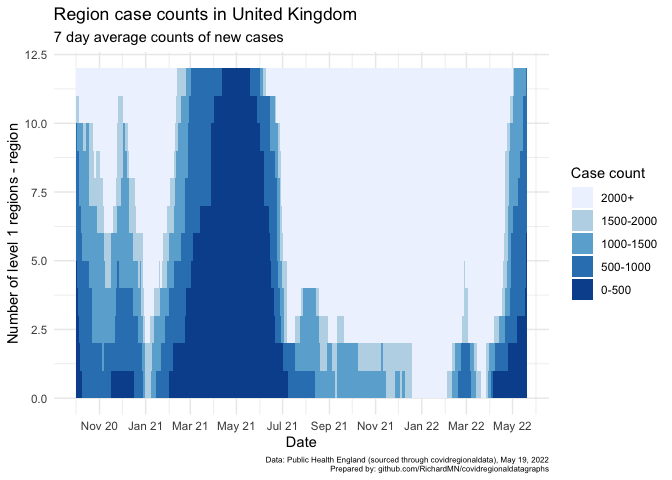 Region case counts in United Kingdom
7 day average counts of new cases
12.5
10.0
7.5
5.0
2.5
0.0
Number of level 1 regions - region
Nov 20 Jan 21 Mar 21 May 21 Jul 21 Sep 21 Nov 21 Jan 22 Mar 22 May 22
Date
Case count
2000+
1500-2000
1000-1500
500-1000
0-500
Data: Public Health England (sourced through covidregionaldata), May 19, 2022
Prepared by: github.com/RichardMN/covidregionaldatagraphs